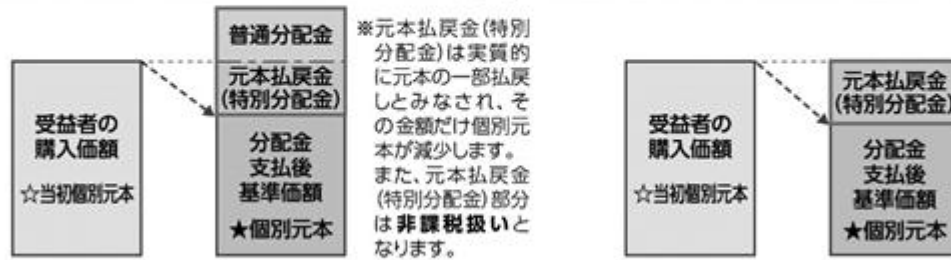 受益者の
購入価額
☆当初個別元本
普通分配金
元本払戻金
(特別分配金)
分配金
支払後
基準価額
★個別元本
※元本払戻金(特別
分配金)は実質的
に元本の一部払戻
しとみなされ、そ
の金額だけ個別元
本が減少します。
また、元本払戻金
(特別分配金)部分
は非課税扱いと
なります。
受益者の
購入価額
☆当初個別元本
元本払戻金
(特別分配金)
分配金
支払後
基準価額
★個別元本